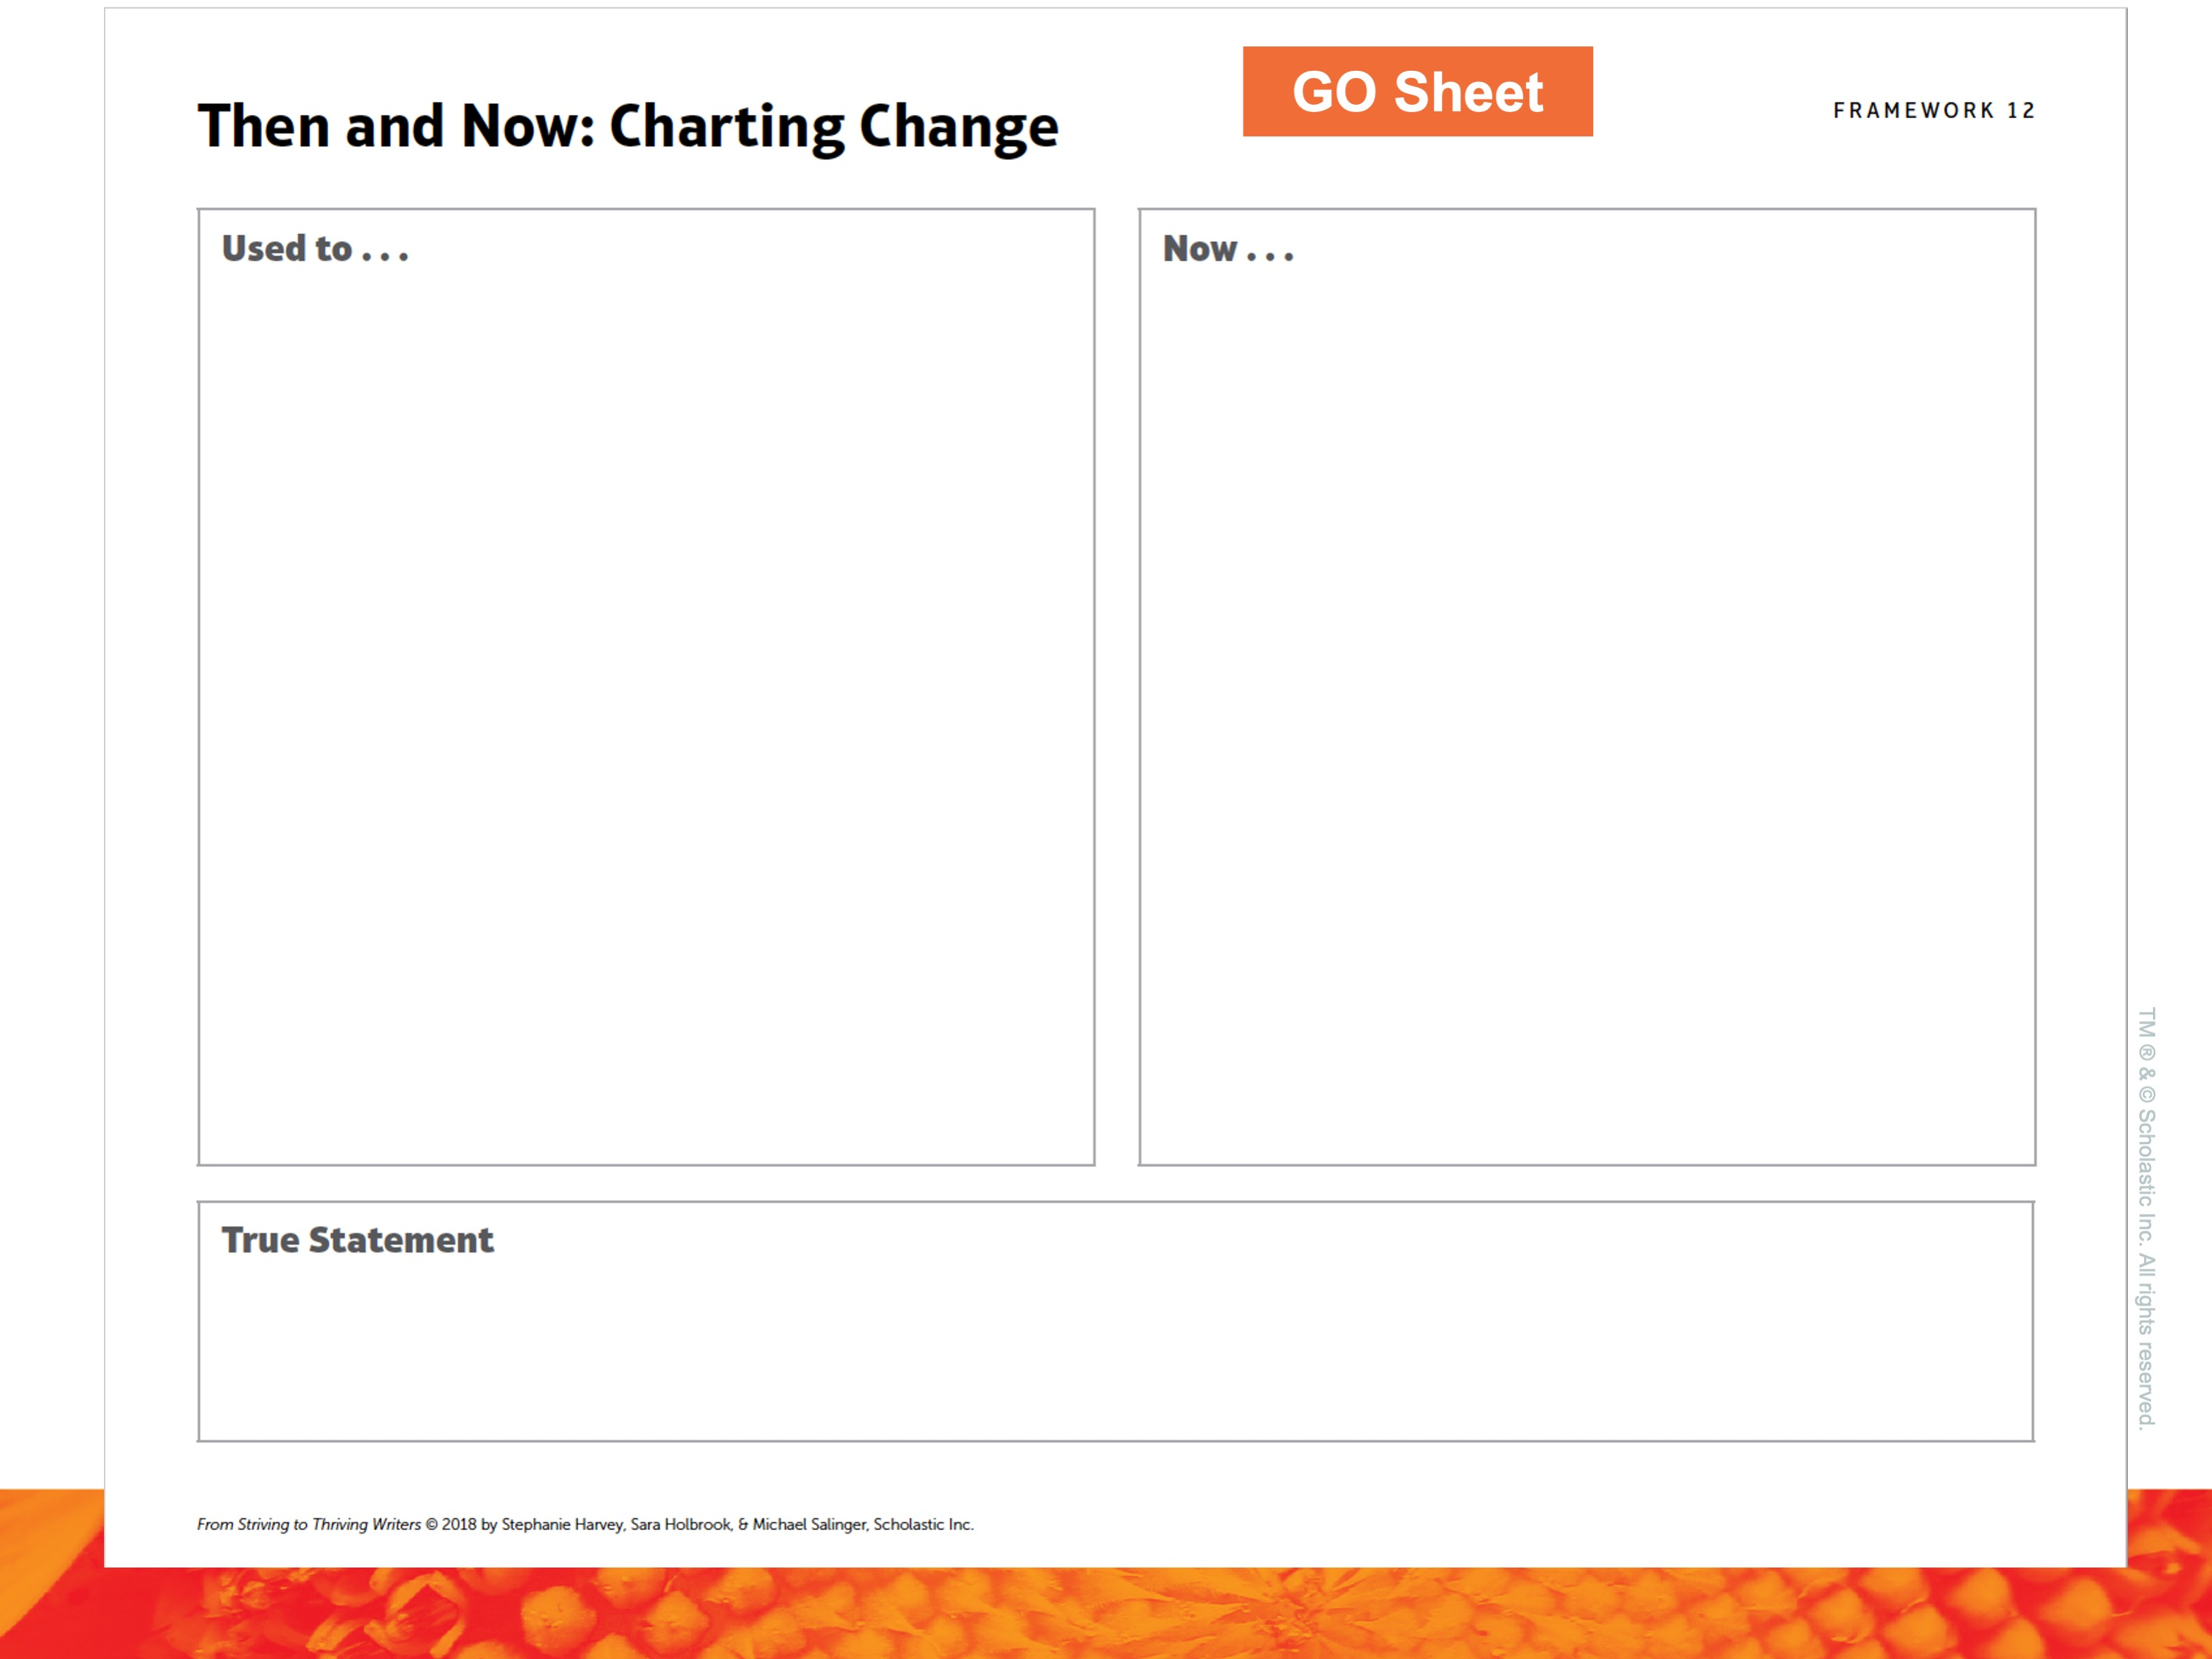 GO Sheet
Then and Now: Charting Change
FRAMEWORK 12
Used to . . .
Now . . .
True Statement
From Striving to Thriving Writers © 2018 by Stephanie Harvey, Sara Holbrook, & Michael Salinger, Scholastic Inc.
TM ® & © Scholastic Inc. All rights reserved.